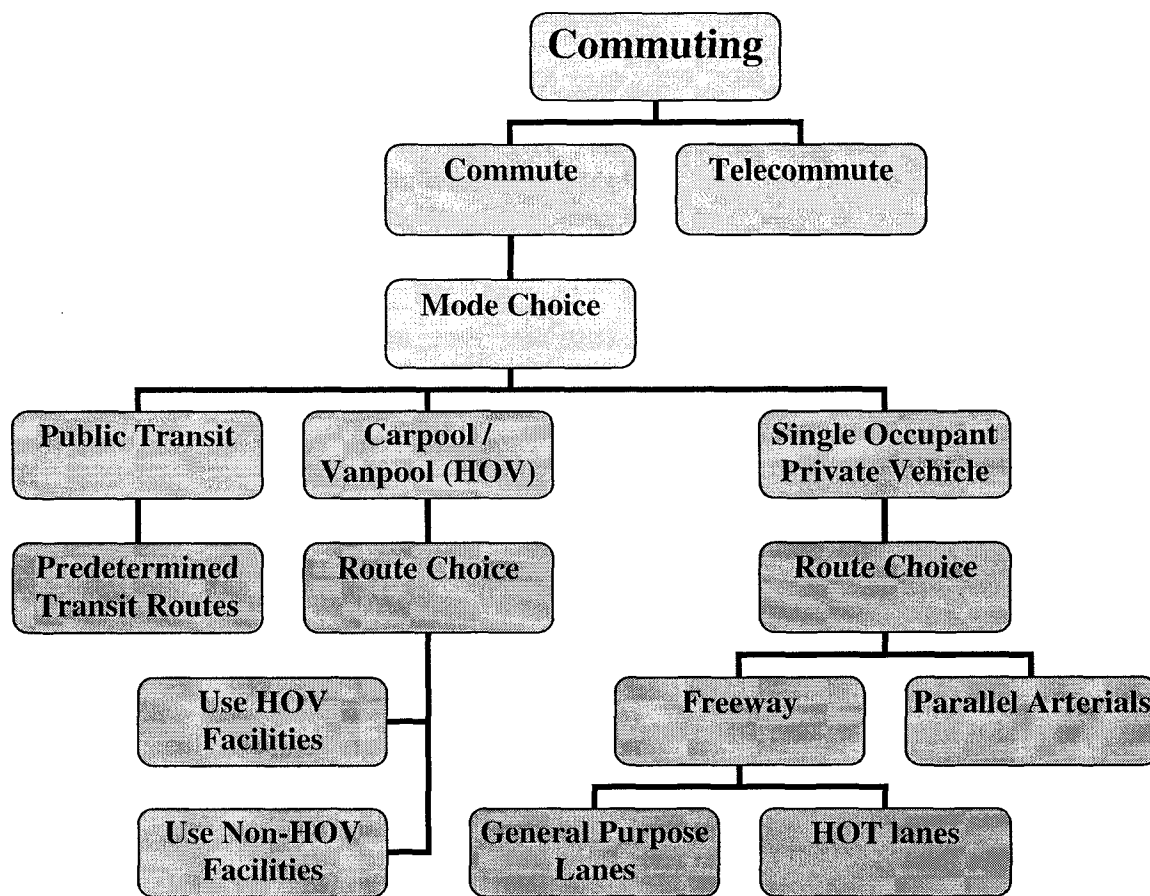 Commuting
Commute
Telecommute
Mode Choice
Public Transit
Carpool /
Vanpool (HOV)
Single Occupant
Private Vehicle
Predetermined
Transit Routes
Route Choice
Route Choice
Use HOV
Facilities
Freeway
Parallel Arterials
Use Non-HOV
Facilities
General Purpose
Lanes
HOT lanes